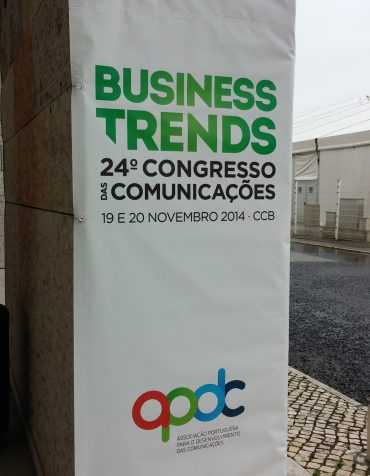 BUSINESS
TRENDS
24º CONGRESSO
DAS COMUNICAÇÕES
19 E 20 NOVEMBRO 2014 · CCB
apdc
ASSOCIAÇÃO PORTUGUESA
PARA O DESENVOLVIMENTO
DAS COMUNICAÇÕES